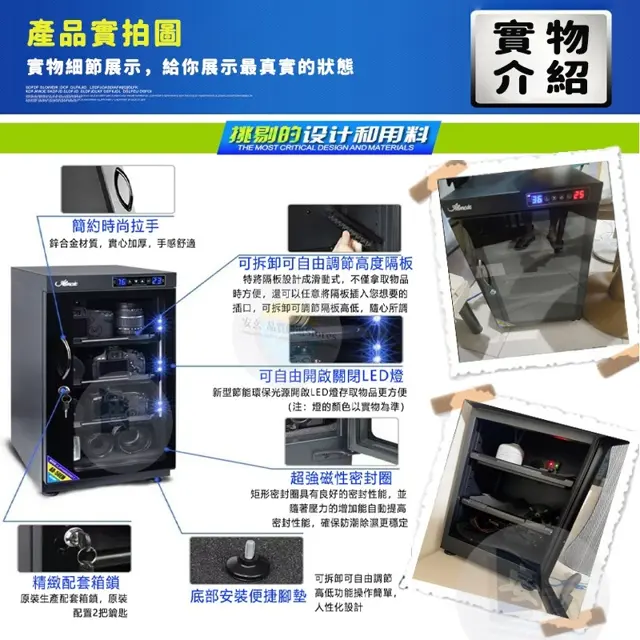 產品實拍圖
實物細節展示，給你展示最真實的狀態
實物
介紹
挑剔的设计和用料
THE MOST CRITICAL DESIGN AND MATERIALS
簡約時尚拉手
鋅合金材質，實心加厚，手感舒適
可拆卸可自由調節高度隔板
特將隔板設計成滑動式，不僅拿取物品
時方便，還可以任意將隔板插入您想要的
插口，可拆卸可調節隔板高低，隨心所調
可自由開啟關閉LED燈
新型節能環保光源開啟LED燈存取物品更方便
(注：燈的顏色以實物為準)
超強磁性密封圈
矩形密封圈具有良好的密封性能，並
隨著壓力的增加能自動提高
密封性能，確保防潮除濕更穩定
精緻配套箱鎖
原裝生產配套箱鎖，原裝
配置2把鑰匙
底部安裝便捷腳墊
可拆卸可自由調節
高低功能操作簡單，
人性化設計
36
25